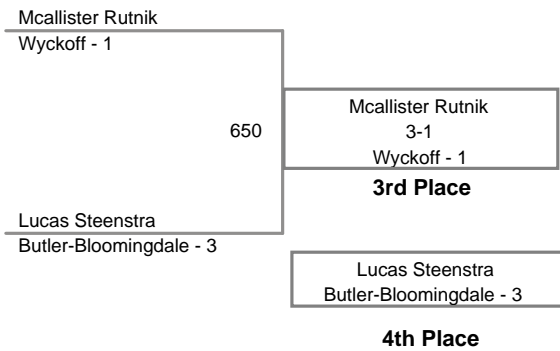 Mcallister Rutnik
Wyckoff - 1
650
Mcallister Rutnik
3-1
Wyckoff - 1
3rd Place
Lucas Steenstra
Butler-Bloomingdale - 3
Lucas Steenstra
Butler-Bloomingdale - 3
4th Place